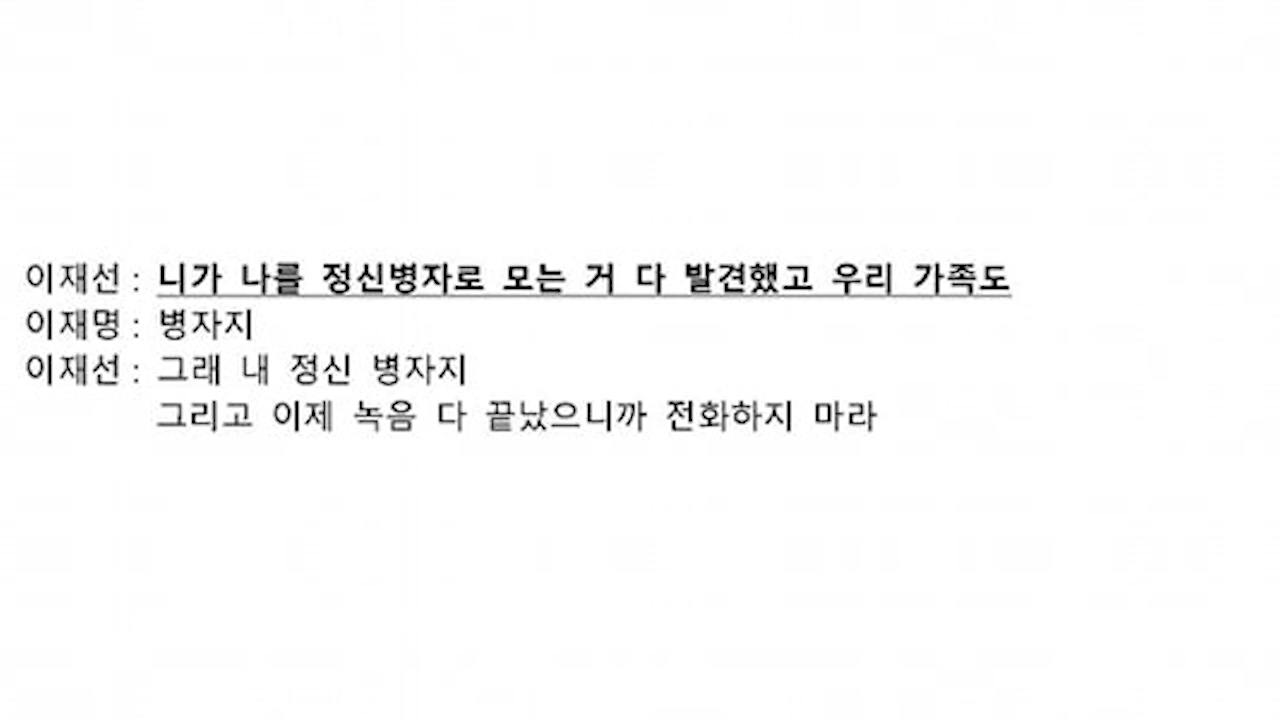 이재선 : 니가 나를 정신병자로 모는 거 다 발견했고 우리 가족도
이재명 : 병자지
이재선 : 그래 내 정신 병자지
그리고 이제 녹음 다 끝났으니까 전화하지 마라